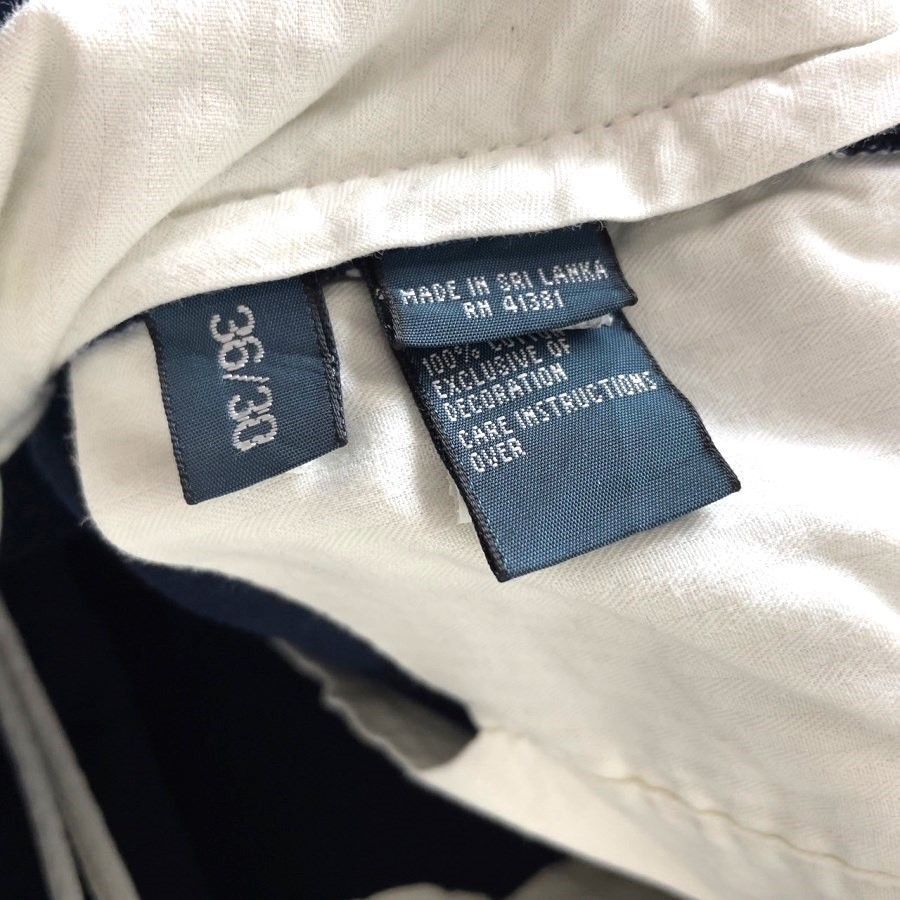 36/30
MADE IN SRI LANKA
RN 41381
100% COTTON
EXCLUSIVE OF
DECORATION
CARE INSTRUCTIONS
OVER